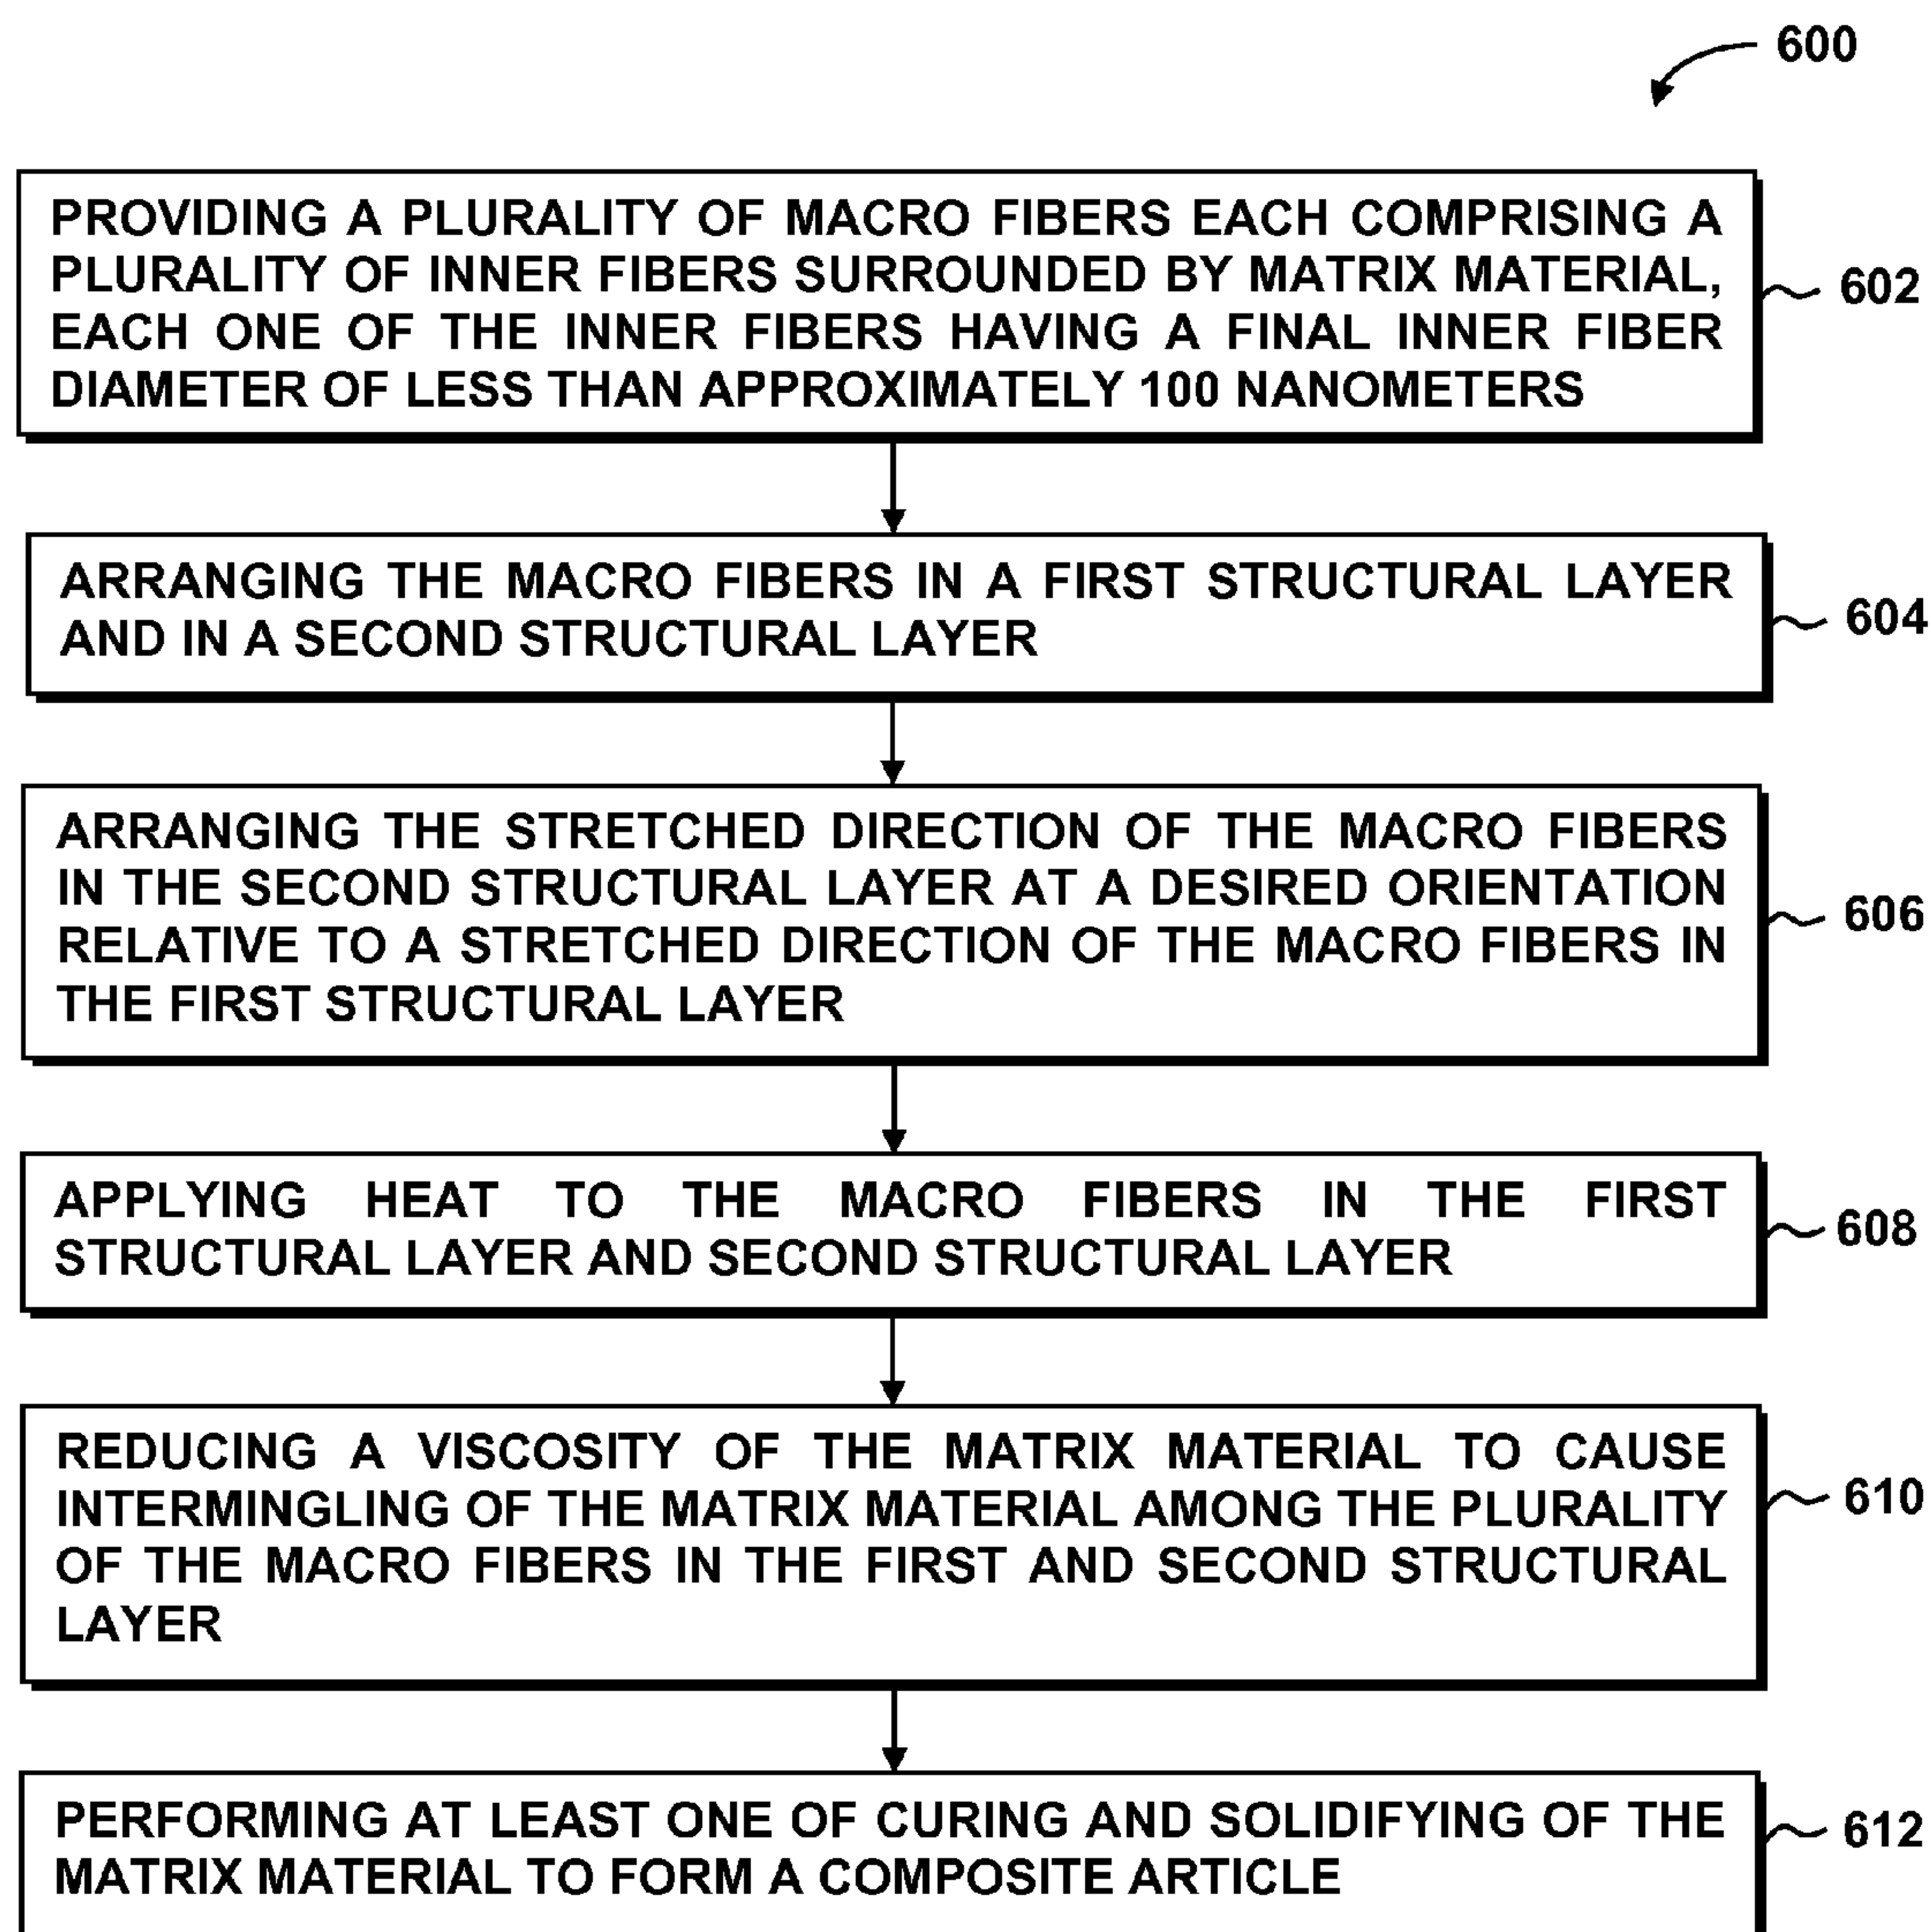 600
PROVIDING A PLURALITY OF MACRO FIBERS EACH COMPRISING A
PLURALITY OF INNER FIBERS SURROUNDED BY MATRIX MATERIAL,
EACH ONE OF THE INNER FIBERS HAVING A FINAL INNER FIBER
DIAMETER OF LESS THAN APPROXIMATELY 100 NANOMETERS
602
ARRANGING THE MACRO FIBERS IN A FIRST STRUCTURAL LAYER
AND IN A SECOND STRUCTURAL LAYER
604
ARRANGING THE STRETCHED DIRECTION OF THE MACRO FIBERS
IN THE SECOND STRUCTURAL LAYER AT A DESIRED ORIENTATION
RELATIVE TO A STRETCHED DIRECTION OF THE MACRO FIBERS IN
THE FIRST STRUCTURAL LAYER
606
APPLYING HEAT TO THE MACRO FIBERS IN THE FIRST
STRUCTURAL LAYER AND SECOND STRUCTURAL LAYER
608
REDUCING A VISCOSITY OF THE MATRIX MATERIAL TO CAUSE
INTERMINGLING OF THE MATRIX MATERIAL AMONG THE PLURALITY
OF THE MACRO FIBERS IN THE FIRST AND SECOND STRUCTURAL
LAYER
610
PERFORMING AT LEAST ONE OF CURING AND SOLIDIFYING OF THE
MATRIX MATERIAL TO FORM A COMPOSITE ARTICLE
612